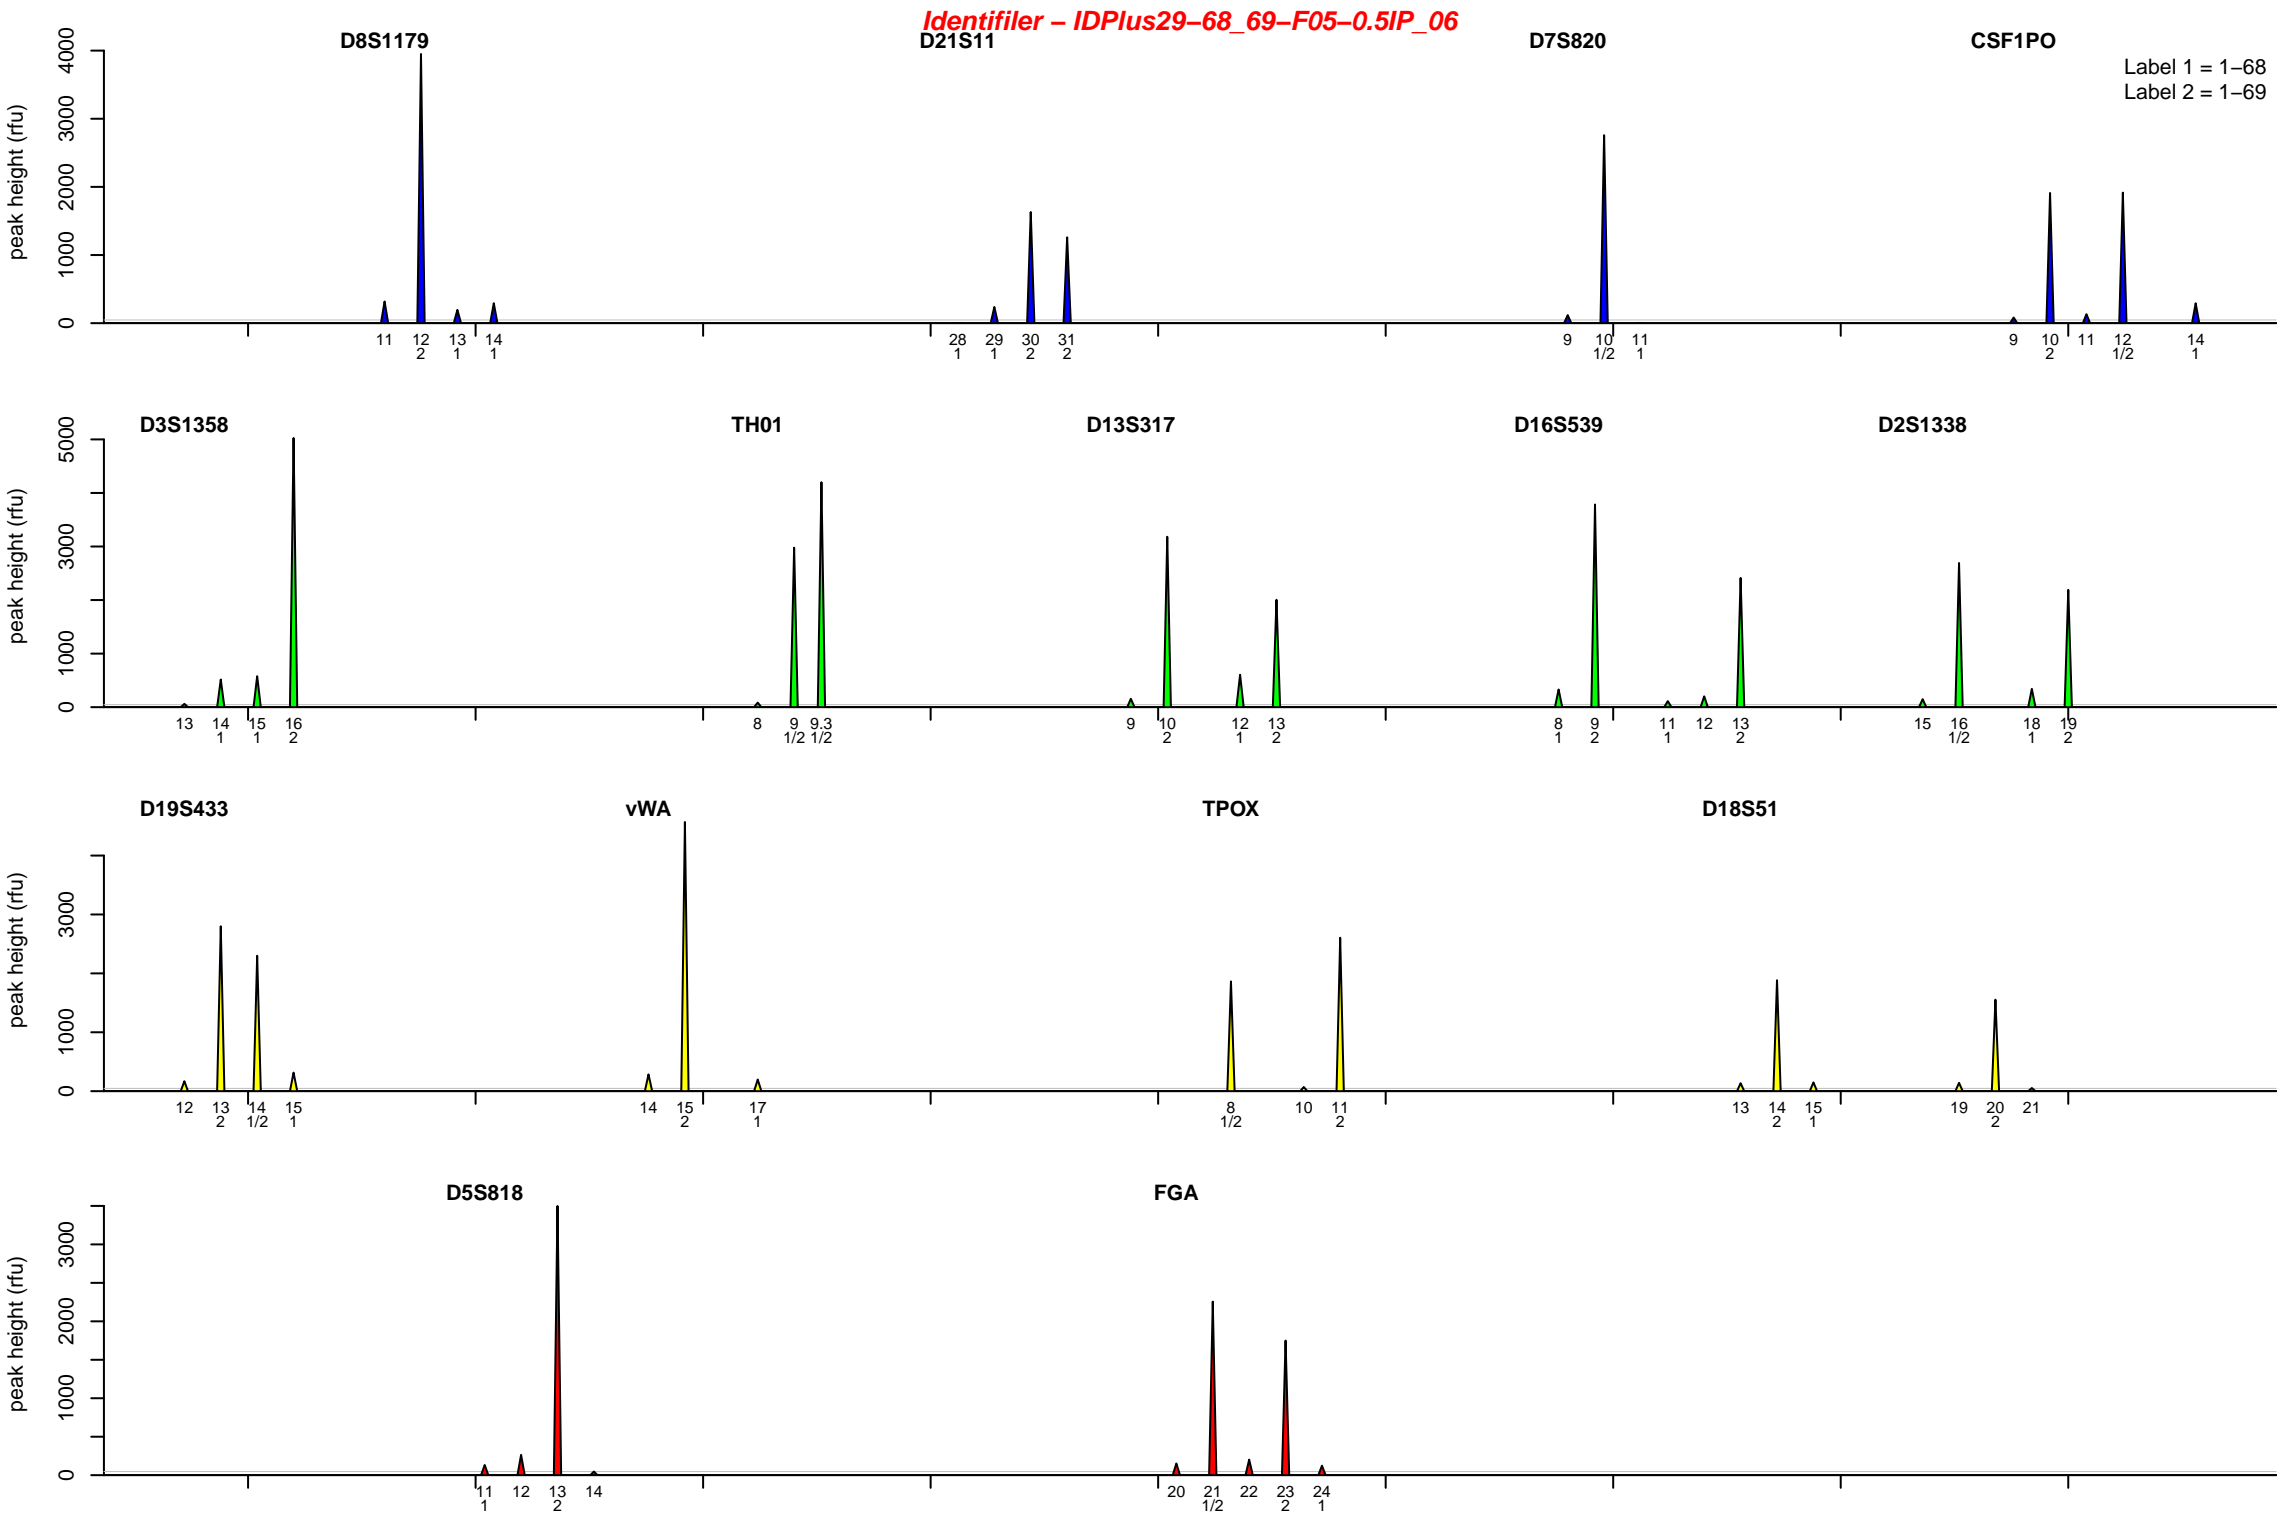 Identifiler – IDPlus29–68_69–F05–0.5IP_06
D8S1179 D21S11 D7S820 CSF1PO
Label 1 = 1–68
Label 2 = 1–69
peak height (rfu)
0 1000 2000 3000 4000
11 12 13 14 28 29 30 31 9 10 11 9 10 11 12 14
2 1 1 1 1 2 2 1/2 1 2 1/2 1
D3S1358 TH01 D13S317 D16S539 D2S1338
peak height (rfu)
0 1000 3000 5000
13 14 15 16 8 9 9.3 9 10 12 13 8 9 11 12 13 15 16 18 19
1 1 2 1/2 1/2 2 1 2 1 2 1 2 1/2 1 2
D19S433 vWA TPOX D18S51
peak height (rfu)
0 1000 3000
12 13 14 15 14 15 17 8 10 11 13 14 15 19 20 21
2 1/2 1 2 1 1/2 2 2 1 2
D5S818 FGA
peak height (rfu)
0 1000 2000 3000
11 12 13 14 20 21 22 23 24
1 2 1/2 2 1